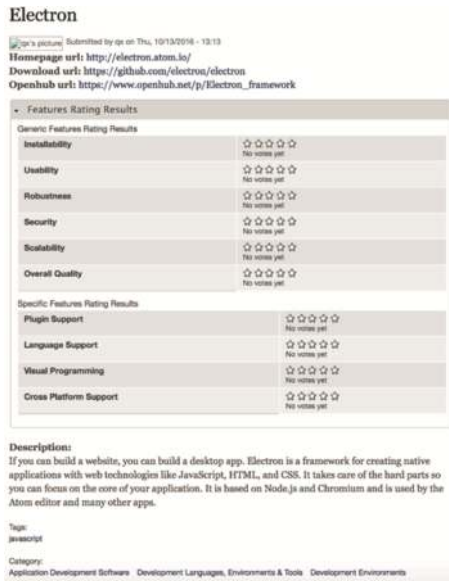 Electron
qx's picture Submitted by qx on Thu, 10/13/2016 - 13:13
Homepage url: http://electron.atom.io/
Download url: https://github.com/electron/electron
Openhub url: https://www.openhub.net/p/Electron_framework
Features Rating Results
Generic Features Rating Results
Installability
No votes yet
Usability
No votes yet
Robustness
No votes yet
Security
No votes yet
Scalability
No votes yet
Overall Quality
No votes yet
Specific Features Rating Results
Plugin Support
No votes yet
Language Support
No votes yet
Visual Programming
No votes yet
Cross Platform Support
No votes yet
Description:
If you can build a website, you can build a desktop app. Electron is a framework for creating native
applications with web technologies like JavaScript, HTML, and CSS. It takes care of the hard parts so
you can focus on the core of your application. It is based on Node.js and Chromium and is used by the
Atom editor and many other apps.
Tags:
javascript
Category:
Application Development Software Development Languages, Environments & Tools Development Environments